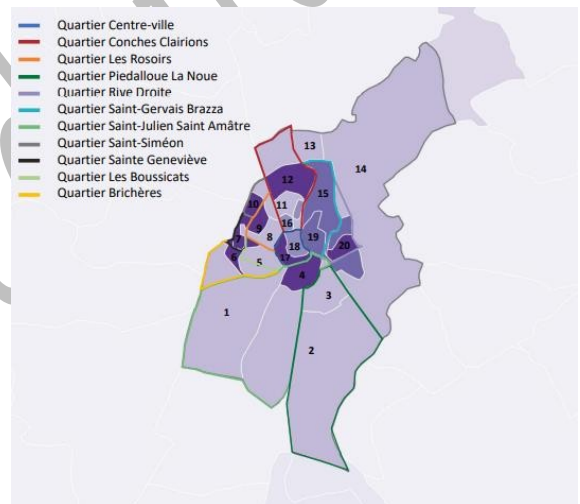 Quartier Centre-ville
Quartier Conches Clairions
Quartier Les Rosoirs
Quartier Piedalloue La Noue
Quartier Rive Droite
Quartier Saint-Gervais Brazza
Quartier Saint-Julien Saint Amâtre
Quartier Saint-Siméon
Quartier Sainte Geneviève
Quartier Les Boussicats
Quartier Brichères
13
14
12
15
10
11
16
9
8
7
19
18
20
17
6
5
4
3
1
2